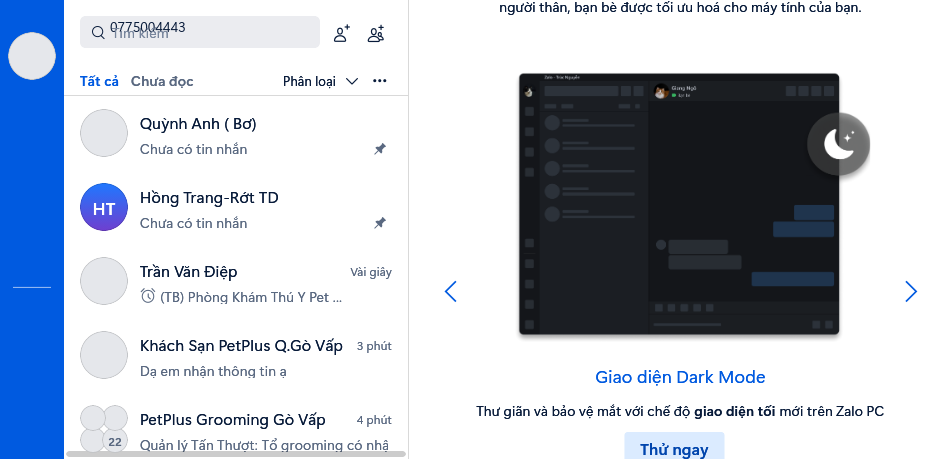 người thân, bạn bè được tối ưu hoá cho máy tính của bạn.
0775004443
Tìm kiếm
Tất cả Chưa đọc Phân loại
Quỳnh Anh ( Bơ)
Chưa có tin nhắn
HT
Hồng Trang-Rớt TD
Chưa có tin nhắn
Trần Văn Điệp Vài giây
(TB) Phòng Khám Thú Y Pet ...
Khách Sạn PetPlus Q.Gò Vấp 3 phút
Dạ em nhận thông tin ạ
PetPlus Grooming Gò Vấp 4 phút
22
Quản lý Tấn Thượt: Tổ grooming có nhậ
Giao diện Dark Mode
Thư giãn và bảo vệ mắt với chế độ giao diện tối mới trên Zalo PC
Thử ngay